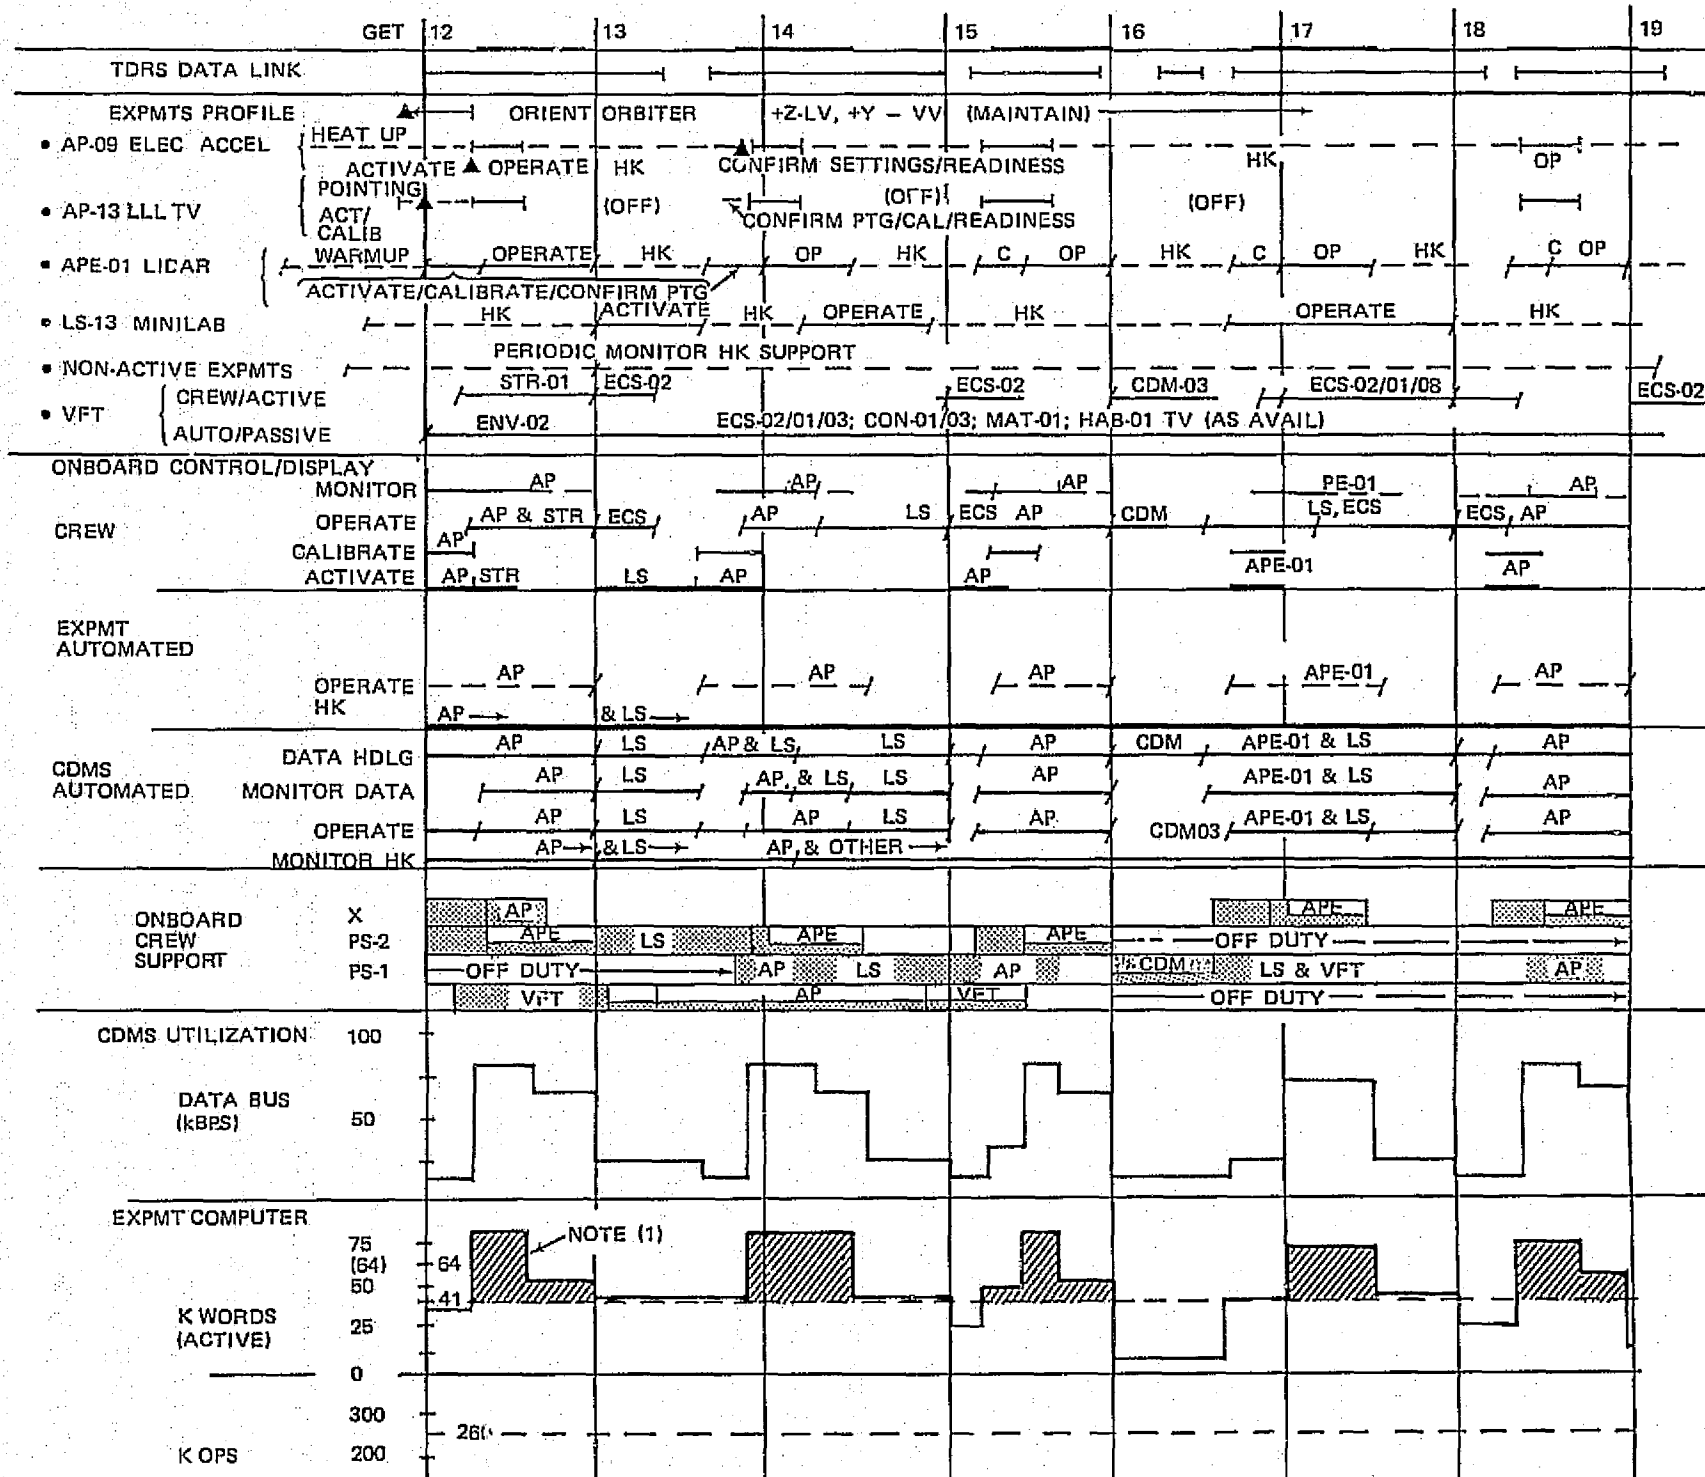 GET 12 13 14 15 16 17 18 19
TDRS DATA LINK
EXPMTS PROFILE ORIENT ORBITER +Z-LV, +Y – VV (MAINTAIN)
• AP-09 ELEC ACCEL HEAT UP
ACTIVATE OPERATE HK CONFIRM SETTINGS/READINESS HK OP
POINTING
• AP-13 LLL TV (OFF) (OFF) (OFF)
ACT/ CONFIRM PTG/CAL/READINESS
CALIB
• APE-01 LIDAR WARMUP OPERATE HK OP HK C OP HK C OP HK C OP
ACTIVATE/CALIBRATE/CONFIRM PTG
• LS-13 MINILAB HK ACTIVATE HK OPERATE HK OPERATE HK
PERIODIC MONITOR HK SUPPORT
• NON-ACTIVE EXPMTS
• VFT CREW/ACTIVE STR-01 ECS-02 ECS-02 CDM-03 ECS-02/01/08 ECS-02
AUTO/PASSIVE ENV-02 ECS-02/01/03; CON-01/03; MAT-01; HAB-01 TV (AS AVAIL)
ONBOARD CONTROL/DISPLAY
MONITOR AP AP AP PE-01 AP
CREW OPERATE AP & STR ECS AP LS ECS AP CDM LS, ECS ECS AP
CALIBRATE AP
ACTIVATE AP STR LS AP AP APE-01 AP
EXPMT
AUTOMATED
OPERATE AP AP AP APE-01 AP
HK AP & LS
CDMS
AUTOMATED
DATA HDLG AP LS AP & LS LS AP CDM APE-01 & LS AP
MONITOR DATA AP LS AP, & LS LS AP APE-01 & LS AP
OPERATE AP LS AP LS AP CDM03 APE-01 & LS AP
MONITOR HK AP & LS AP, & OTHER
ONBOARD
CREW
SUPPORT
X AP APE APE
PS-2 APE LS APE APE OFF DUTY
PS-1 OFF DUTY AP LS AP CDM LS & VFT AP
VFT AP VFT OFF DUTY
CDMS UTILIZATION 100
DATA BUS
(kBPS) 50
EXPMT COMPUTER
NOTE (1)
75
(64) 64
50
41
K WORDS
(ACTIVE) 25
0
300
260
K OPS 200